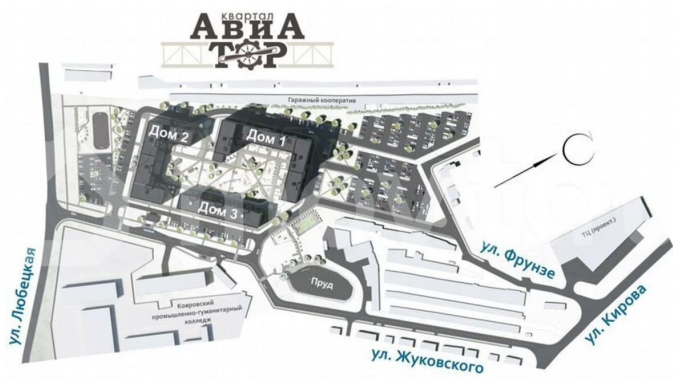 квартал
АВИА
ТОР
Гаражный кооператив
Дом 2
Дом 1
С
Дом 3
ТЦ (проект.)
ул. Фрунзе
ул. Любецкая
Пруд
ул. Кирова
Ковровский
промышленно-гуманитарный
колледж
ул. Жуковского